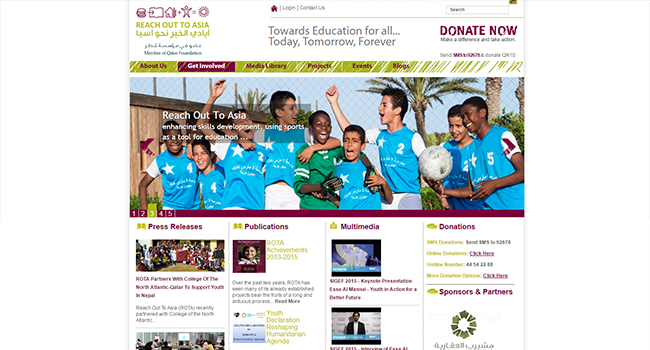 Login | Contact Us
Search
REACH OUT TO ASIA
أيادي الخير نحو آسيا
عضو في مؤسسة قطر
Member of Qatar Foundation
Towards Education for all...
Today, Tomorrow, Forever
DONATE NOW
Make a difference and take action.
Send SMS to 92678 & donate QR10
About Us
Get Involved
Media Library
Projects
Events
Blogs
Reach Out To Asia
enhancing skills development, using sports
as a tool for education ...
1 2 3 4 5
Press Releases
ROTA Partners With College Of The
North Atlantic-Qatar To Support Youth
In Nepal
Reach Out To Asia (ROTA) recently
partnered with College of the North
Atlantic...
Publications
ROTA
Achievements
2013-2015
Over the past two years, ROTA has
seen many of its already established
projects bear the fruits of a long and
arduous process... Read More
Youth
Declaration
Reshaping
Humanitarian
Agenda
Multimedia
SIGEF 2015 - Keynote Presentation
Essa Al Mannai - Youth in Action for a
Better Future
SIGEF 2015 - Interview of Essa Al
Donations
SMS Donations: Send SMS to 92678
Online Donations: Click Here
Hotline Number: 44 54 22 88
More Donation Options: Click Here
Sponsors & Partners
مشيرب العقارية